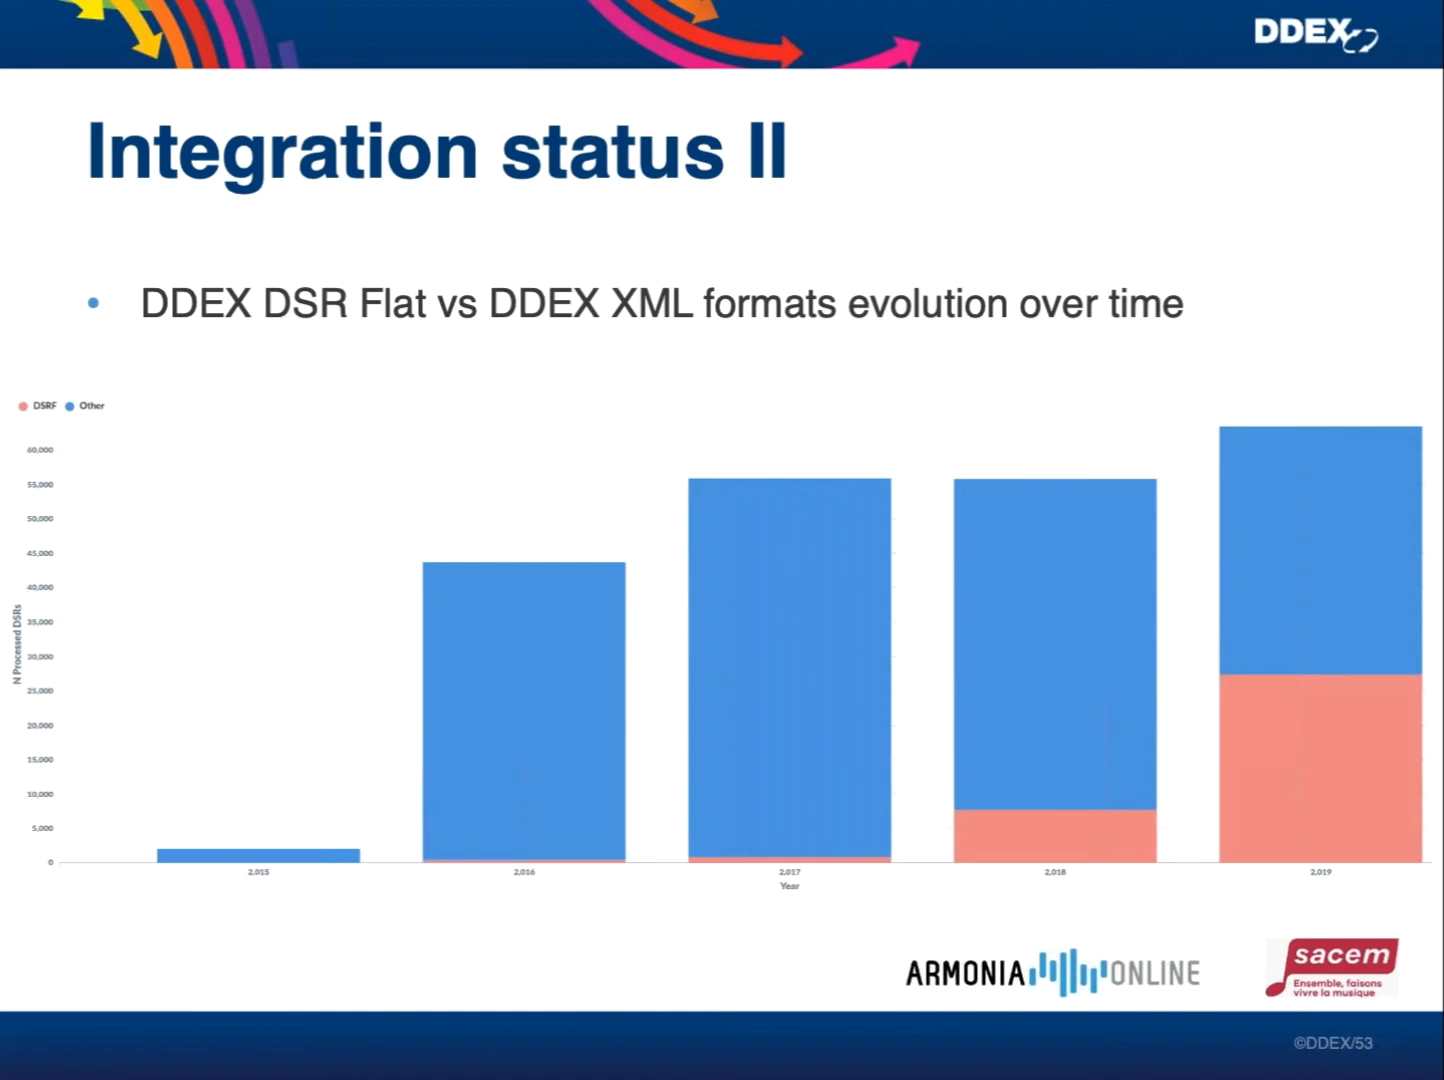 DDEX
Integration status II
• DDEX DSR Flat vs DDEX XML formats evolution over time
DSRF Other
60,000
55,000
50,000
45,000
40,000
35,000
30,000
25,000
20,000
15,000
10,000
5,000
0
N Processed DSRs
2,015 2,016 2,017 2,018 2,019
Year
ARMONIA ONLINE
sacem
Ensemble, faisons
vivre la musique
©DDEX/53